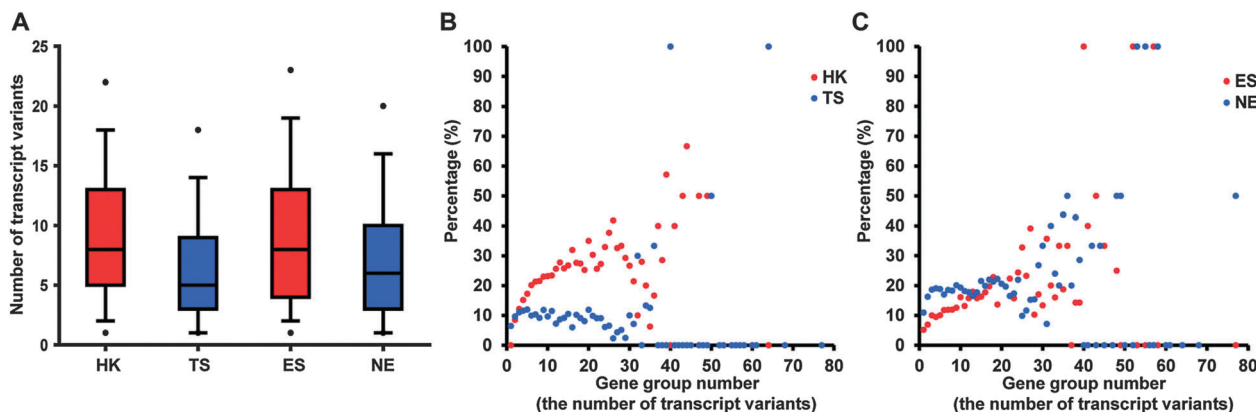 A
Number of transcript variants
25
20
15
10
5
0
HK
TS
ES
NE
B
Percentage (%)
100
90
80
70
60
50
40
30
20
10
0
0
10
20
30
40
50
60
70
80
HK
TS
Gene group number
(the number of transcript variants)
C
Percentage (%)
100
90
80
70
60
50
40
30
20
10
0
0
10
20
30
40
50
60
70
80
ES
NE
Gene group number
(the number of transcript variants)